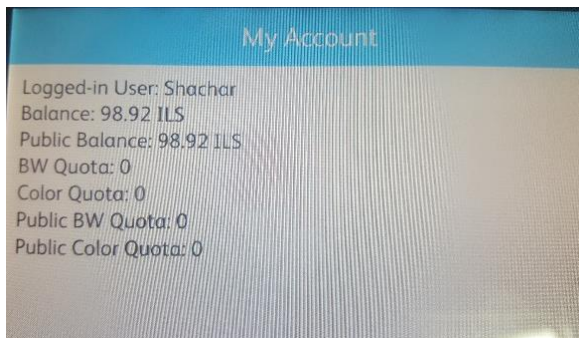 My Account
Logged-in User: Shachar
Balance: 98.92 ILS
Public Balance: 98.92 ILS
BW Quota: 0
Color Quota: 0
Public BW Quota: 0
Public Color Quota: 0